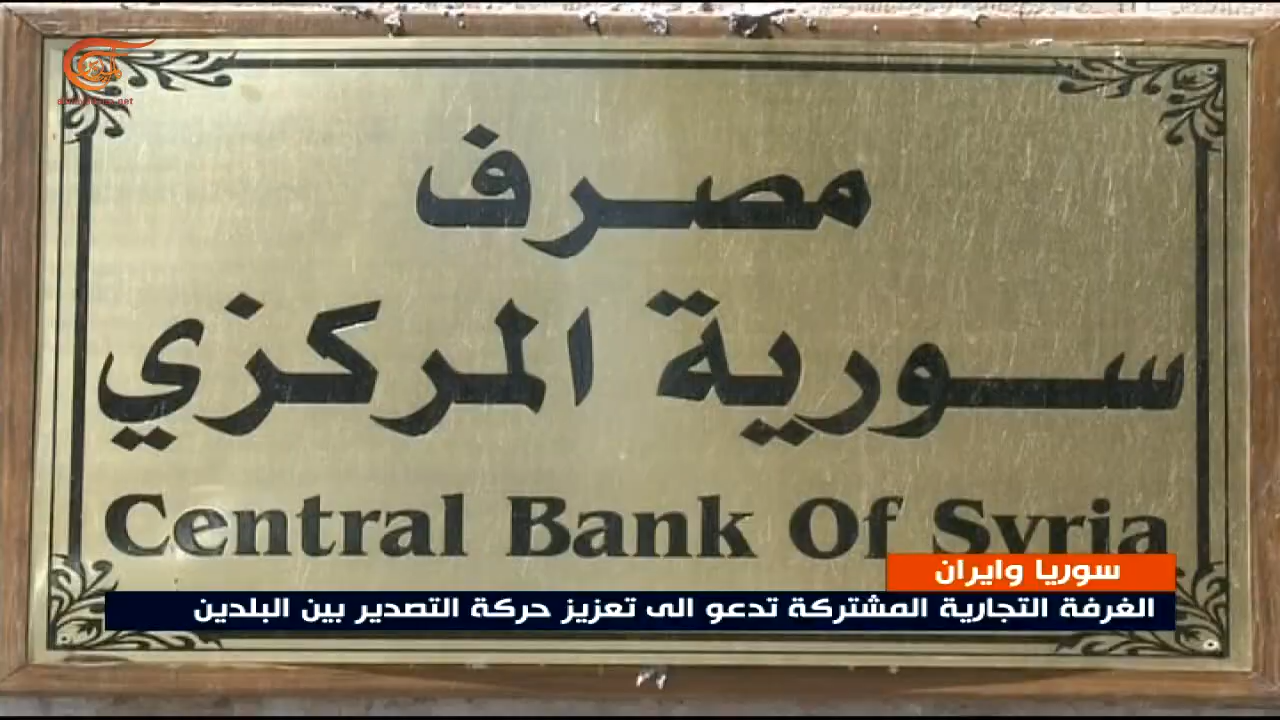 مصرف
سورية المركزي
Central Bank Of Syria
سوريا وايران
الغرفة التجارية المشتركة تدعو الى تعزيز حركة التصدير بين البلدين